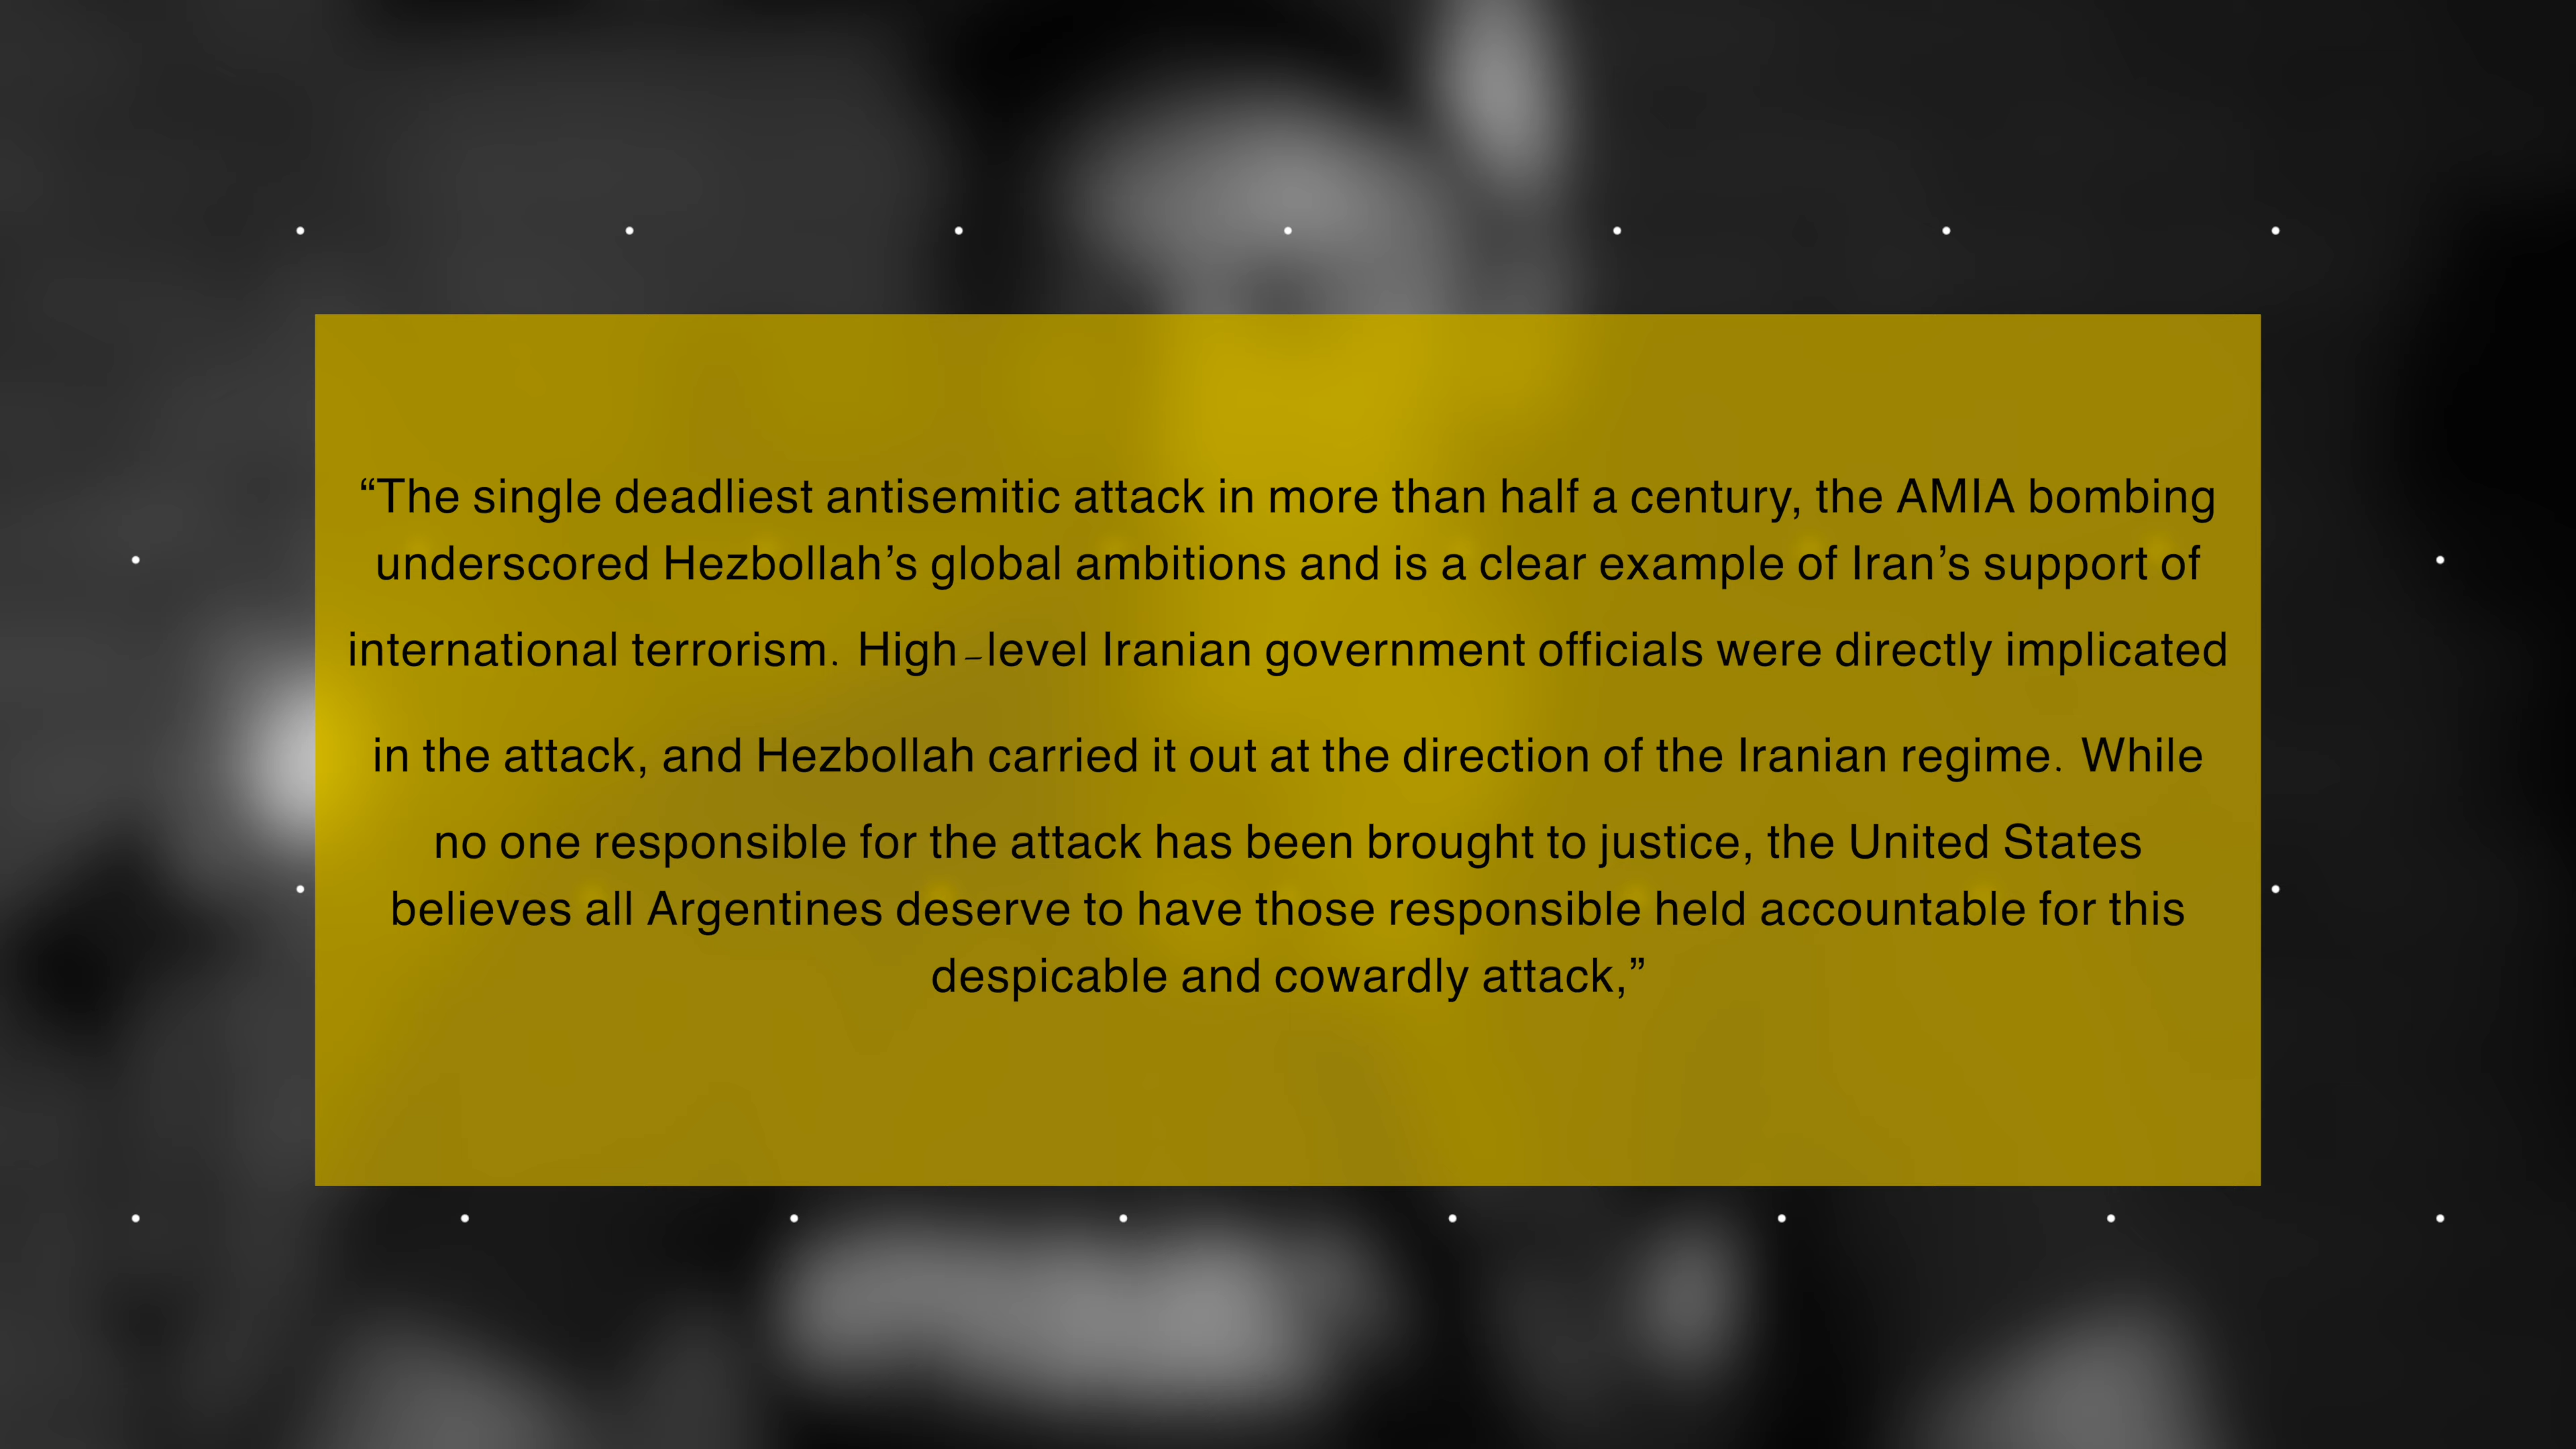 “The single deadliest antisemitic attack in more than half a century, the AMIA bombing
underscored Hezbollah’s global ambitions and is a clear example of Iran’s support of
international terrorism. High-level Iranian government officials were directly implicated
in the attack, and Hezbollah carried it out at the direction of the Iranian regime. While
no one responsible for the attack has been brought to justice, the United States
believes all Argentines deserve to have those responsible held accountable for this
despicable and cowardly attack,”